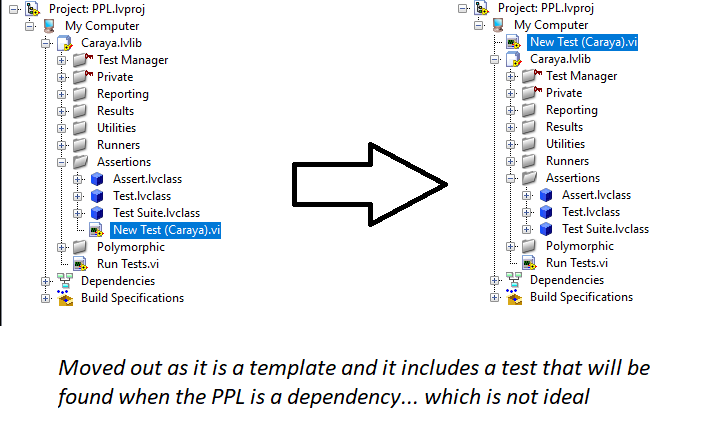 Project: PPL.lvproj
My Computer
Caraya.lvlib
Test Manager
Private
Reporting
Results
Utilities
Runners
Assertions
Assert.lvclass
Test.lvclass
Test Suite.lvclass
New Test (Caraya).vi
Polymorphic
Run Tests.vi
Dependencies
Build Specifications
Project: PPL.lvproj
My Computer
New Test (Caraya).vi
Caraya.lvlib
Test Manager
Private
Reporting
Results
Utilities
Runners
Assertions
Assert.lvclass
Test.lvclass
Test Suite.lvclass
Polymorphic
Run Tests.vi
Dependencies
Build Specifications
Moved out as it is a template and it includes a test that will be
found when the PPL is a dependency... which is not ideal